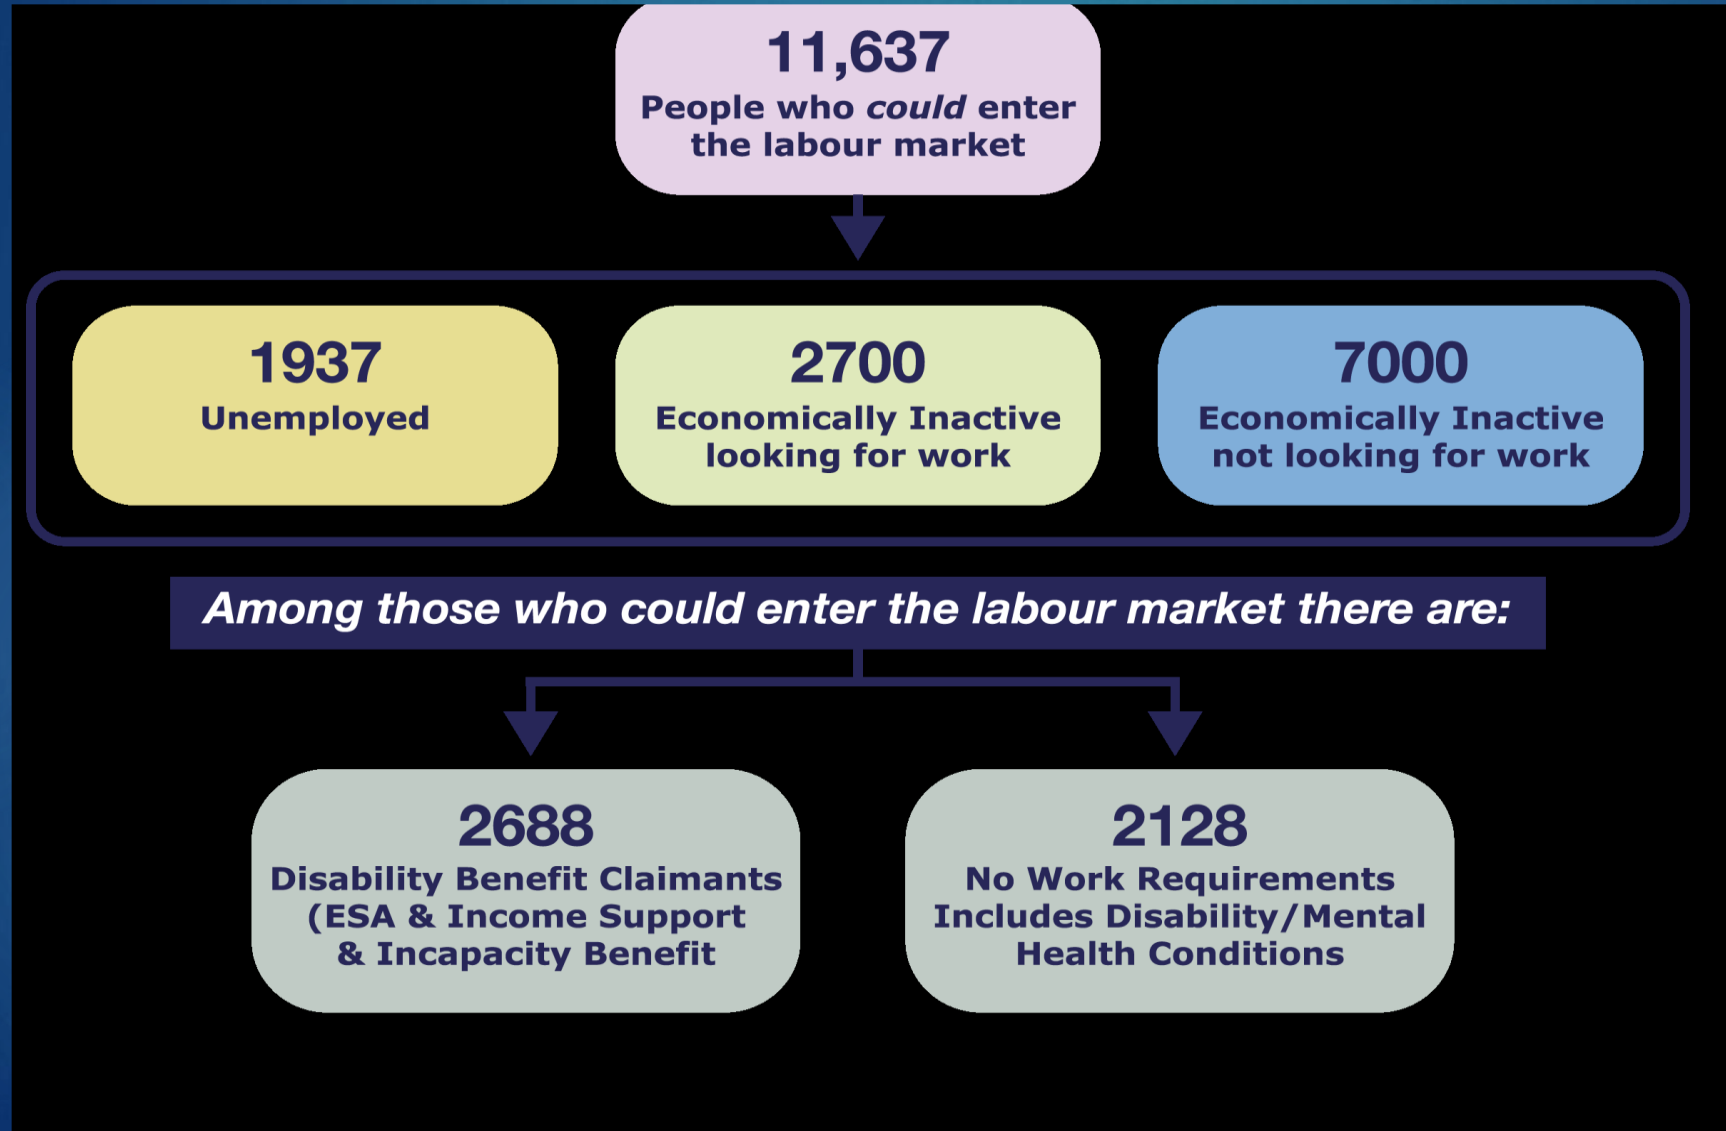 11,637
People who could enter
the labour market
1937
Unemployed
2700
Economically Inactive
looking for work
7000
Economically Inactive
not looking for work
Among those who could enter the labour market there are:
2688
Disability Benefit Claimants
(ESA & Income Support
& Incapacity Benefit
2128
No Work Requirements
Includes Disability/Mental
Health Conditions